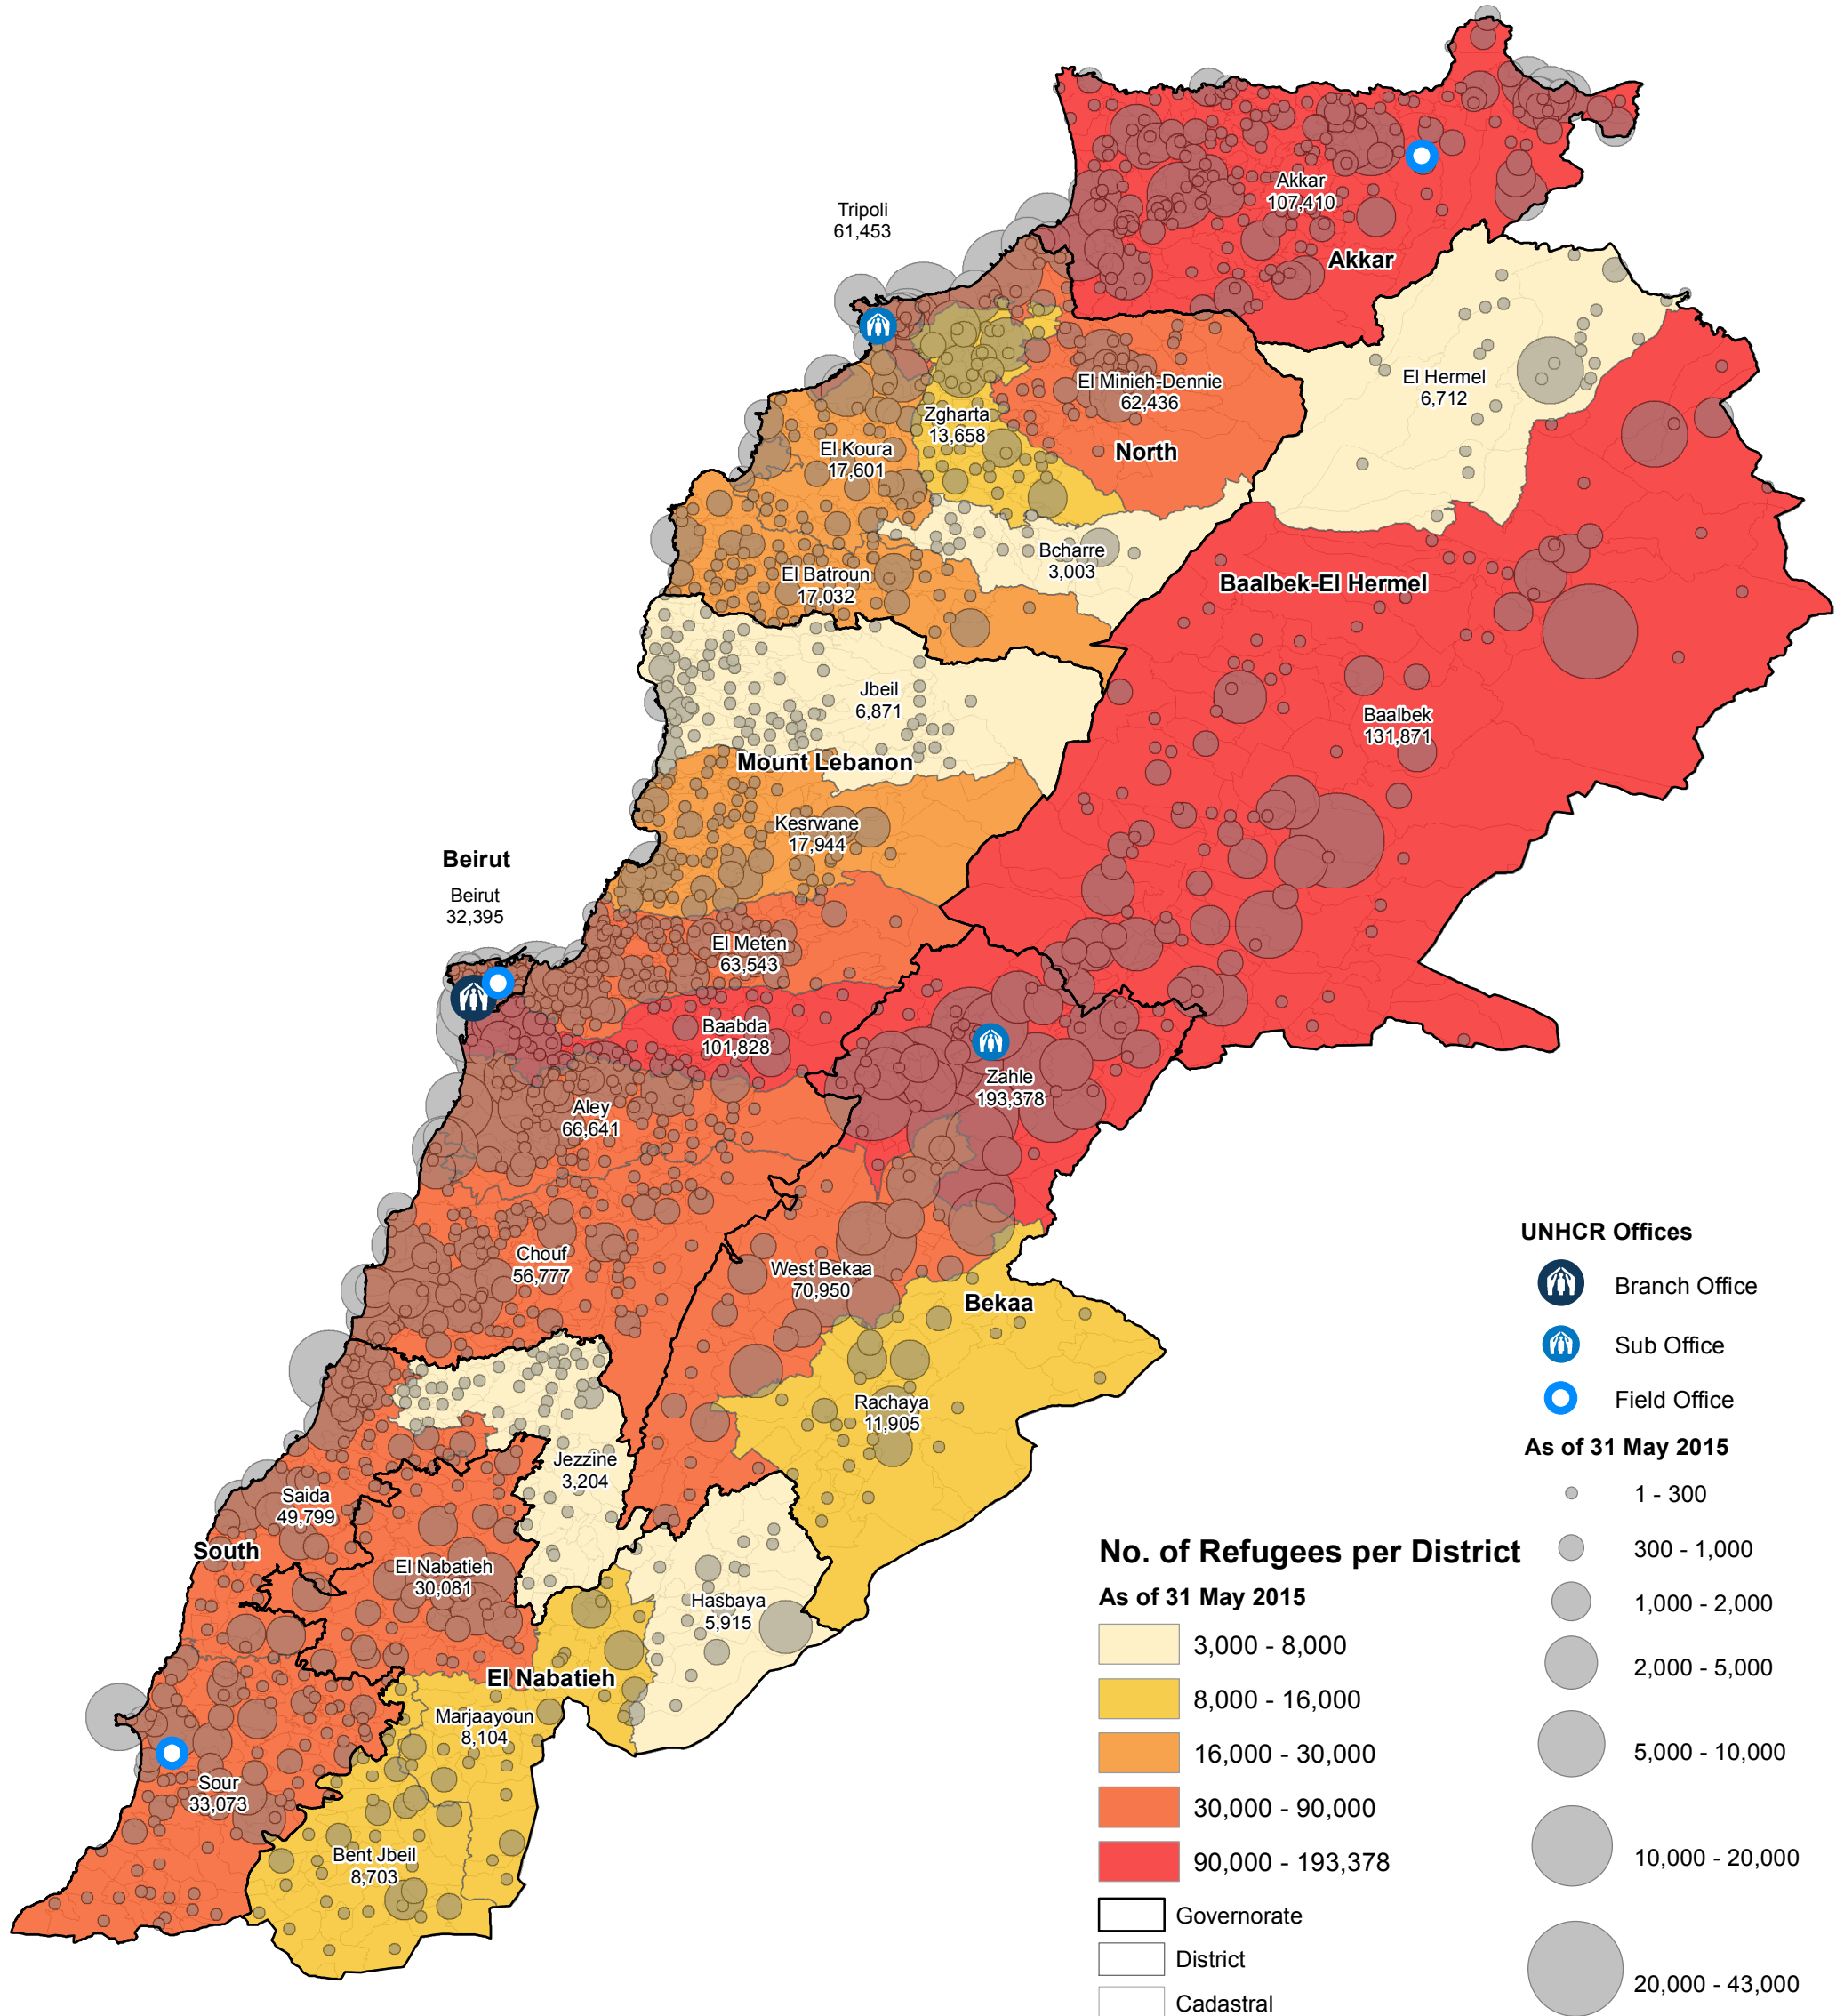 Akkar
107,410
Akkar
Tripoli
61,453
El Hermel
6,712
El Minieh-Dennie
62,436
Zgharta
13,658
North
El Koura
17,601
Bcharre
3,003
El Batroun
17,032
Baalbek-El Hermel
Jbeil
6,871
Baalbek
131,871
Mount Lebanon
Kesrwane
17,944
Beirut
Beirut
32,395
El Meten
63,543
Baabda
101,828
Zahle
193,378
Aley
66,641
Chouf
56,777
West Bekaa
70,950
Bekaa
Rachaya
11,905
Jezzine
3,204
Saida
49,799
South
El Nabatieh
30,081
Hasbaya
5,915
El Nabatieh
Marjaayoun
8,104
Sour
33,073
Bent Jbeil
8,703
UNHCR Offices
Branch Office
Sub Office
Field Office
As of 31 May 2015
1 - 300
300 - 1,000
1,000 - 2,000
2,000 - 5,000
5,000 - 10,000
10,000 - 20,000
20,000 - 43,000
No. of Refugees per District
As of 31 May 2015
3,000 - 8,000
8,000 - 16,000
16,000 - 30,000
30,000 - 90,000
90,000 - 193,378
Governorate
District
Cadastral